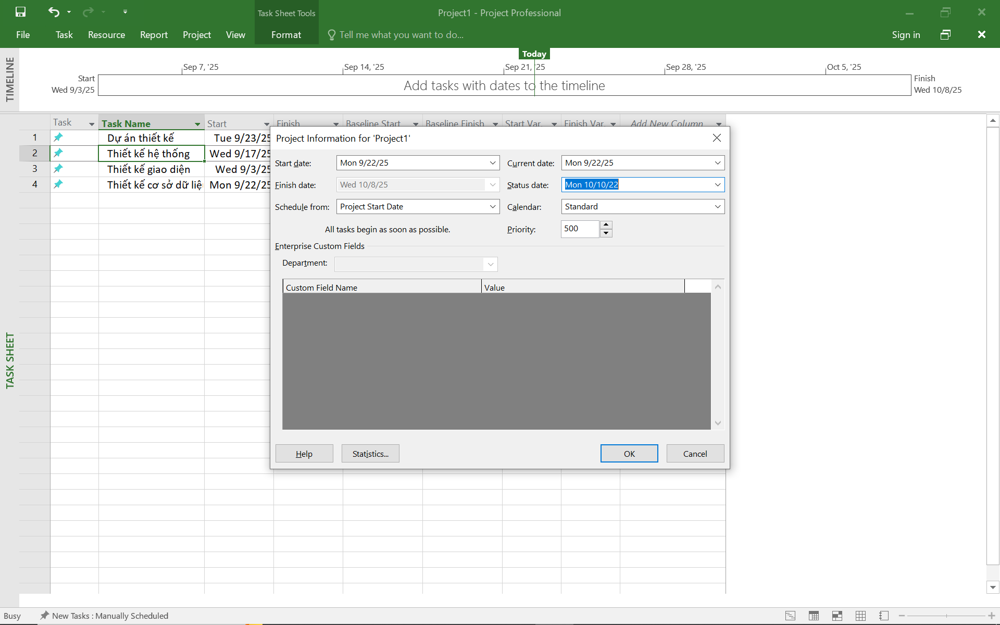 Task Sheet Tools
Project1 - Project Professional
File Task Resource Report Project View Format Tell me what you want to do... Sign in
TIMELINE
Today
Sep 7, '25 Sep 14, '25 Sep 21, '25 Sep 28, '25 Oct 5, '25
Start
Wed 9/3/25
Add tasks with dates to the timeline
Finish
Wed 10/8/25
TASK SHEET
Task Task Name Start Finish Baseline Start Baseline Finish Start Var. Finish Var. Add New Column
1 Dự án thiết kế Tue 9/23/25
2 Thiết kế hệ thống Wed 9/17/25
3 Thiết kế giao diện Wed 9/3/25
4 Thiết kế cơ sở dữ liệ Mon 9/22/25
Project Information for 'Project1'
Start date: Mon 9/22/25 Current date: Mon 9/22/25
Finish date: Wed 10/8/25 Status date: Mon 10/10/22
Schedule from: Project Start Date Calendar: Standard
All tasks begin as soon as possible. Priority: 500
Enterprise Custom Fields
Department:
Custom Field Name Value
Help Statistics... OK Cancel
Busy New Tasks : Manually Scheduled